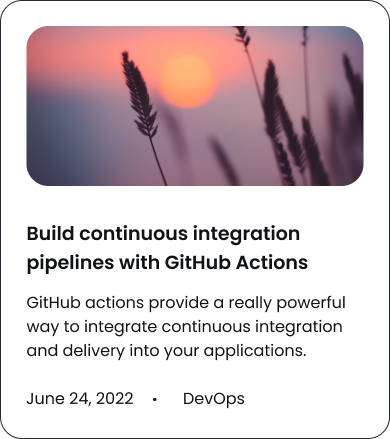 Build continuous integration
pipelines with GitHub Actions
GitHub actions provide a really powerful
way to integrate continuous integration
and delivery into your applications.
June 24, 2022 • DevOps